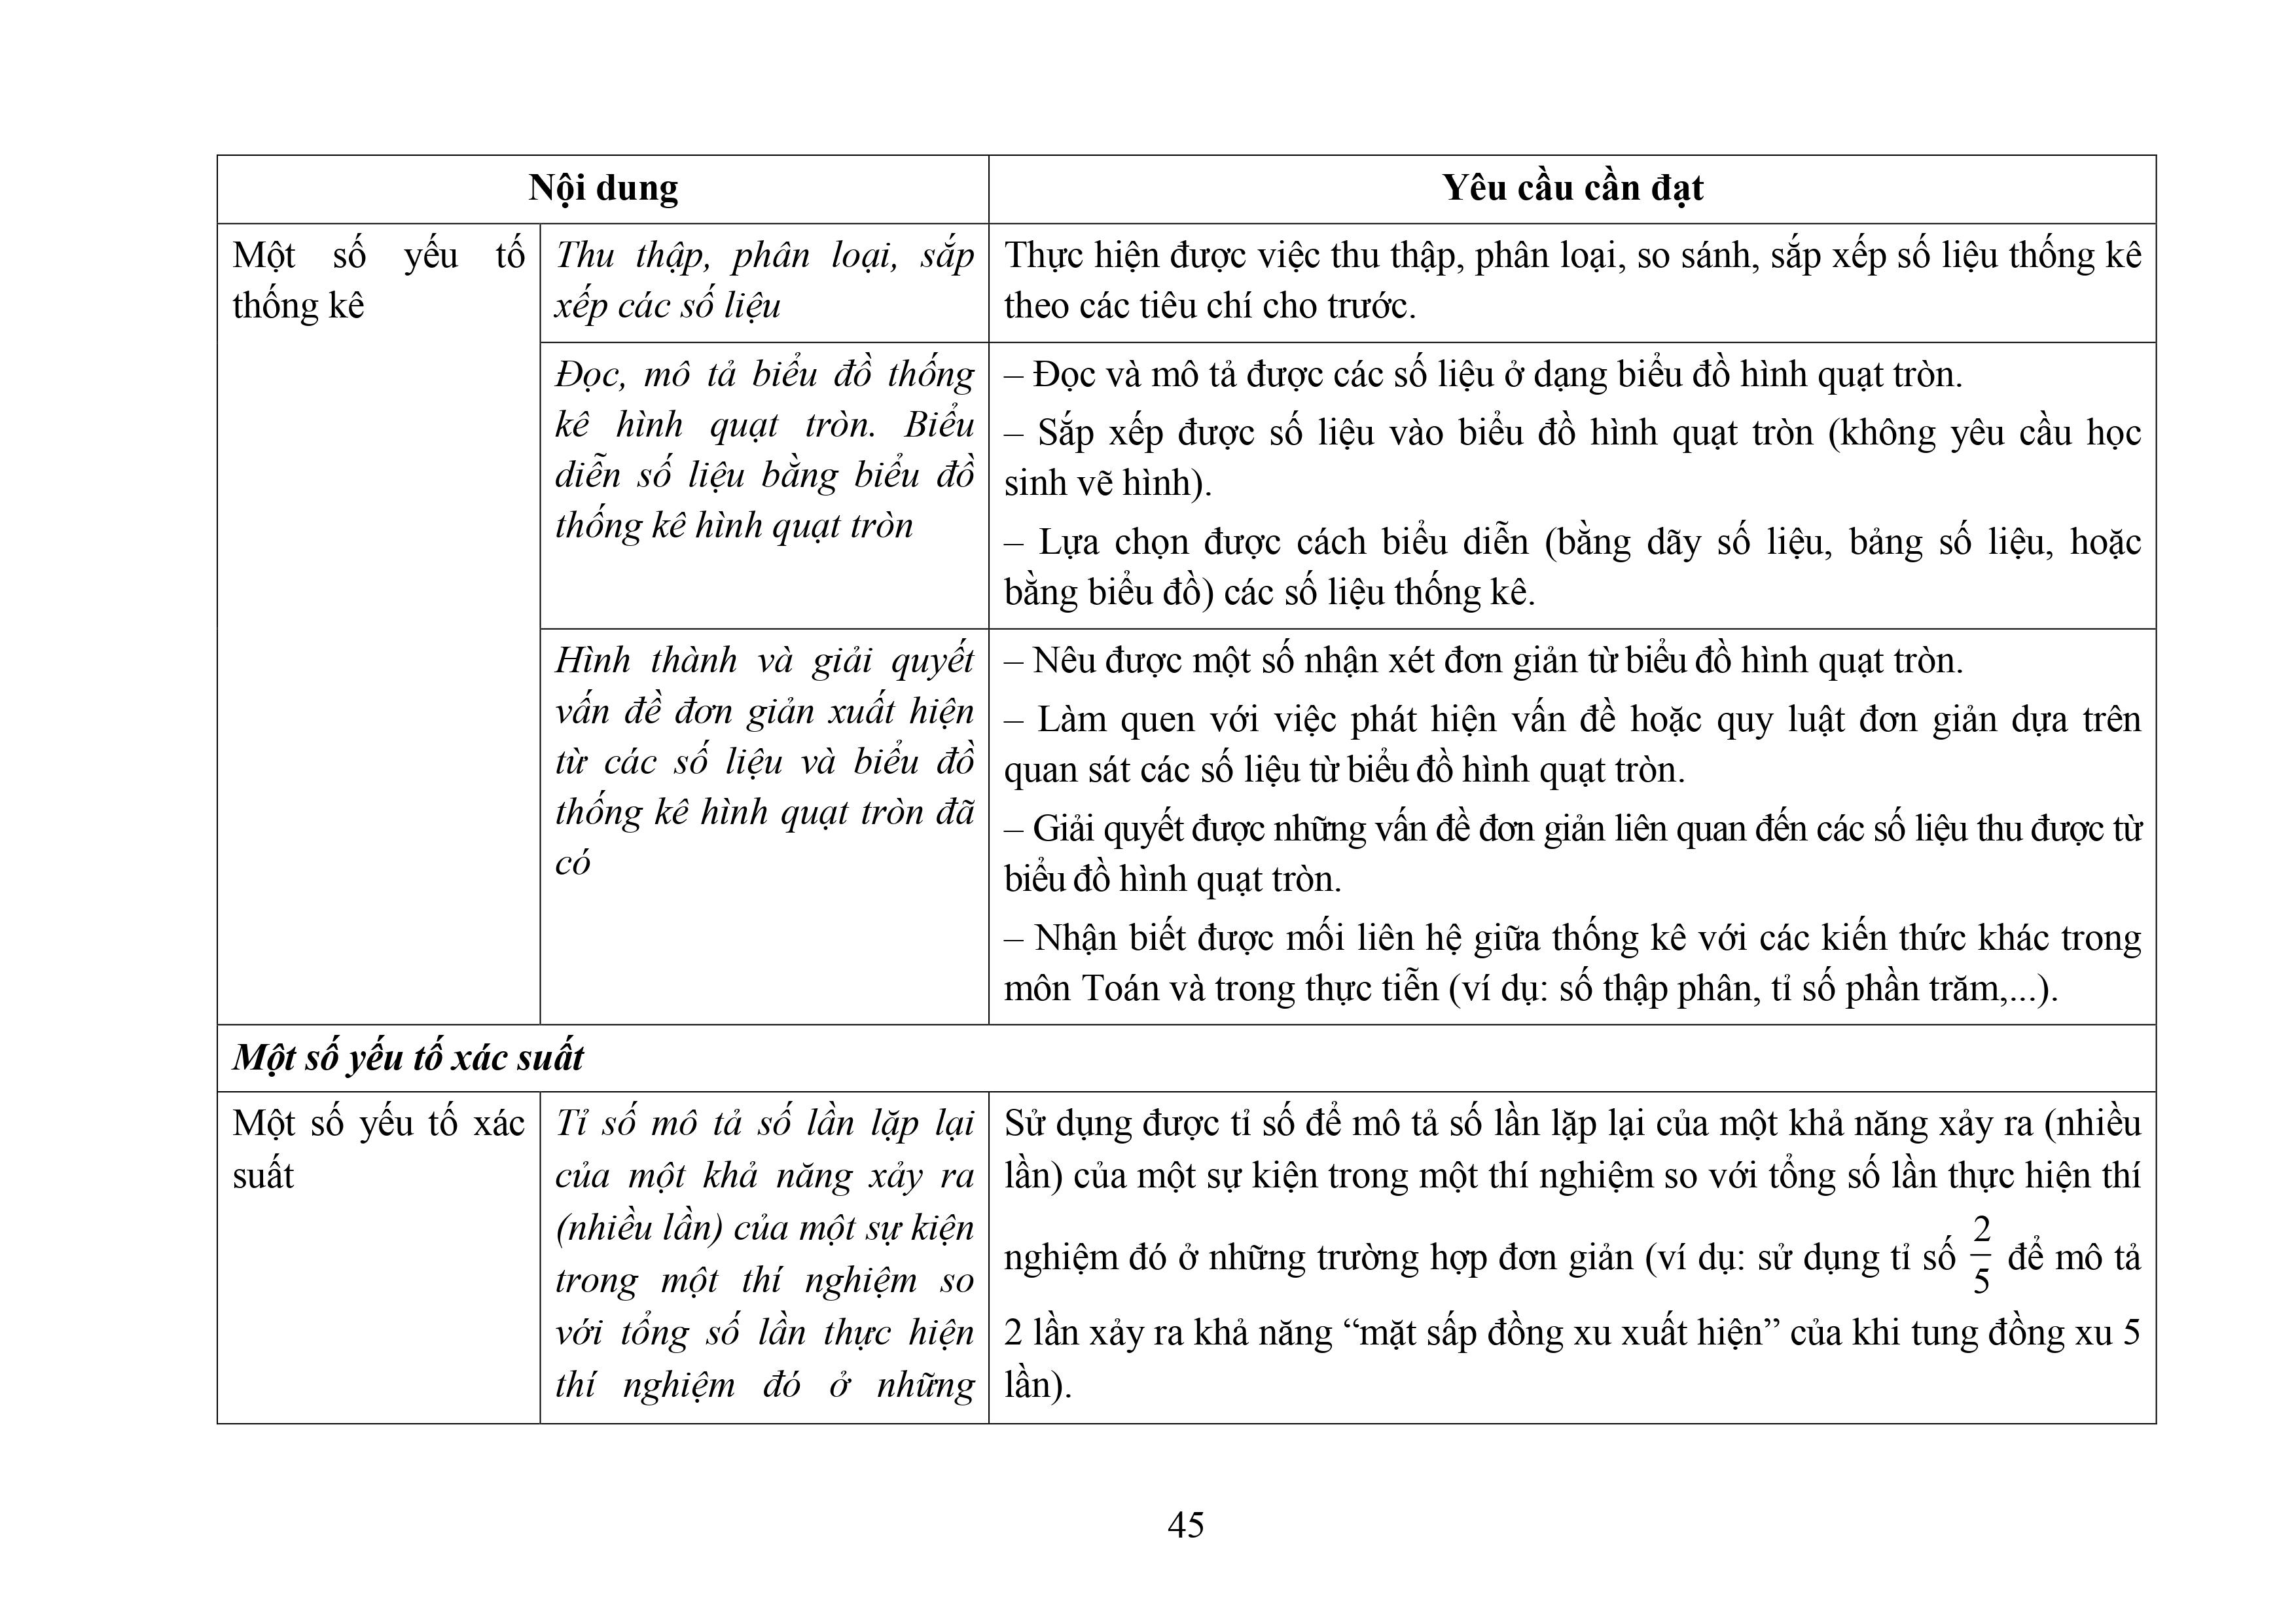 Nội dung
Yêu cầu cần đạt
Một số yếu tố
thống kê
Thu thập, phân loại, sắp
xếp các số liệu
Thực hiện được việc thu thập, phân loại, so sánh, sắp xếp số liệu thống kê
theo các tiêu chí cho trước.
Đọc, mô tả biểu đồ thống
kê hình quạt tròn. Biểu
diễn số liệu bằng biểu đồ
thống kê hình quạt tròn
– Đọc và mô tả được các số liệu ở dạng biểu đồ hình quạt tròn.
– Sắp xếp được số liệu vào biểu đồ hình quạt tròn (không yêu cầu học
sinh vẽ hình).
– Lựa chọn được cách biểu diễn (bằng dãy số liệu, bảng số liệu, hoặc
bằng biểu đồ) các số liệu thống kê.
Hình thành và giải quyết
vấn đề đơn giản xuất hiện
từ các số liệu và biểu đồ
thống kê hình quạt tròn đã
có
– Nêu được một số nhận xét đơn giản từ biểu đồ hình quạt tròn.
– Làm quen với việc phát hiện vấn đề hoặc quy luật đơn giản dựa trên
quan sát các số liệu từ biểu đồ hình quạt tròn.
– Giải quyết được những vấn đề đơn giản liên quan đến các số liệu thu được từ
biểu đồ hình quạt tròn.
– Nhận biết được mối liên hệ giữa thống kê với các kiến thức khác trong
môn Toán và trong thực tiễn (ví dụ: số thập phân, tỉ số phần trăm,...).
Một số yếu tố xác suất
Một số yếu tố xác
suất
Tỉ số mô tả số lần lặp lại
của một khả năng xảy ra
(nhiều lần) của một sự kiện
trong một thí nghiệm so
với tổng số lần thực hiện
thí nghiệm đó ở những
Sử dụng được tỉ số để mô tả số lần lặp lại của một khả năng xảy ra (nhiều
lần) của một sự kiện trong một thí nghiệm so với tổng số lần thực hiện thí
nghiệm đó ở những trường hợp đơn giản (ví dụ: sử dụng tỉ số 2/5 để mô tả
2 lần xảy ra khả năng “mặt sấp đồng xu xuất hiện” của khi tung đồng xu 5
lần).
45